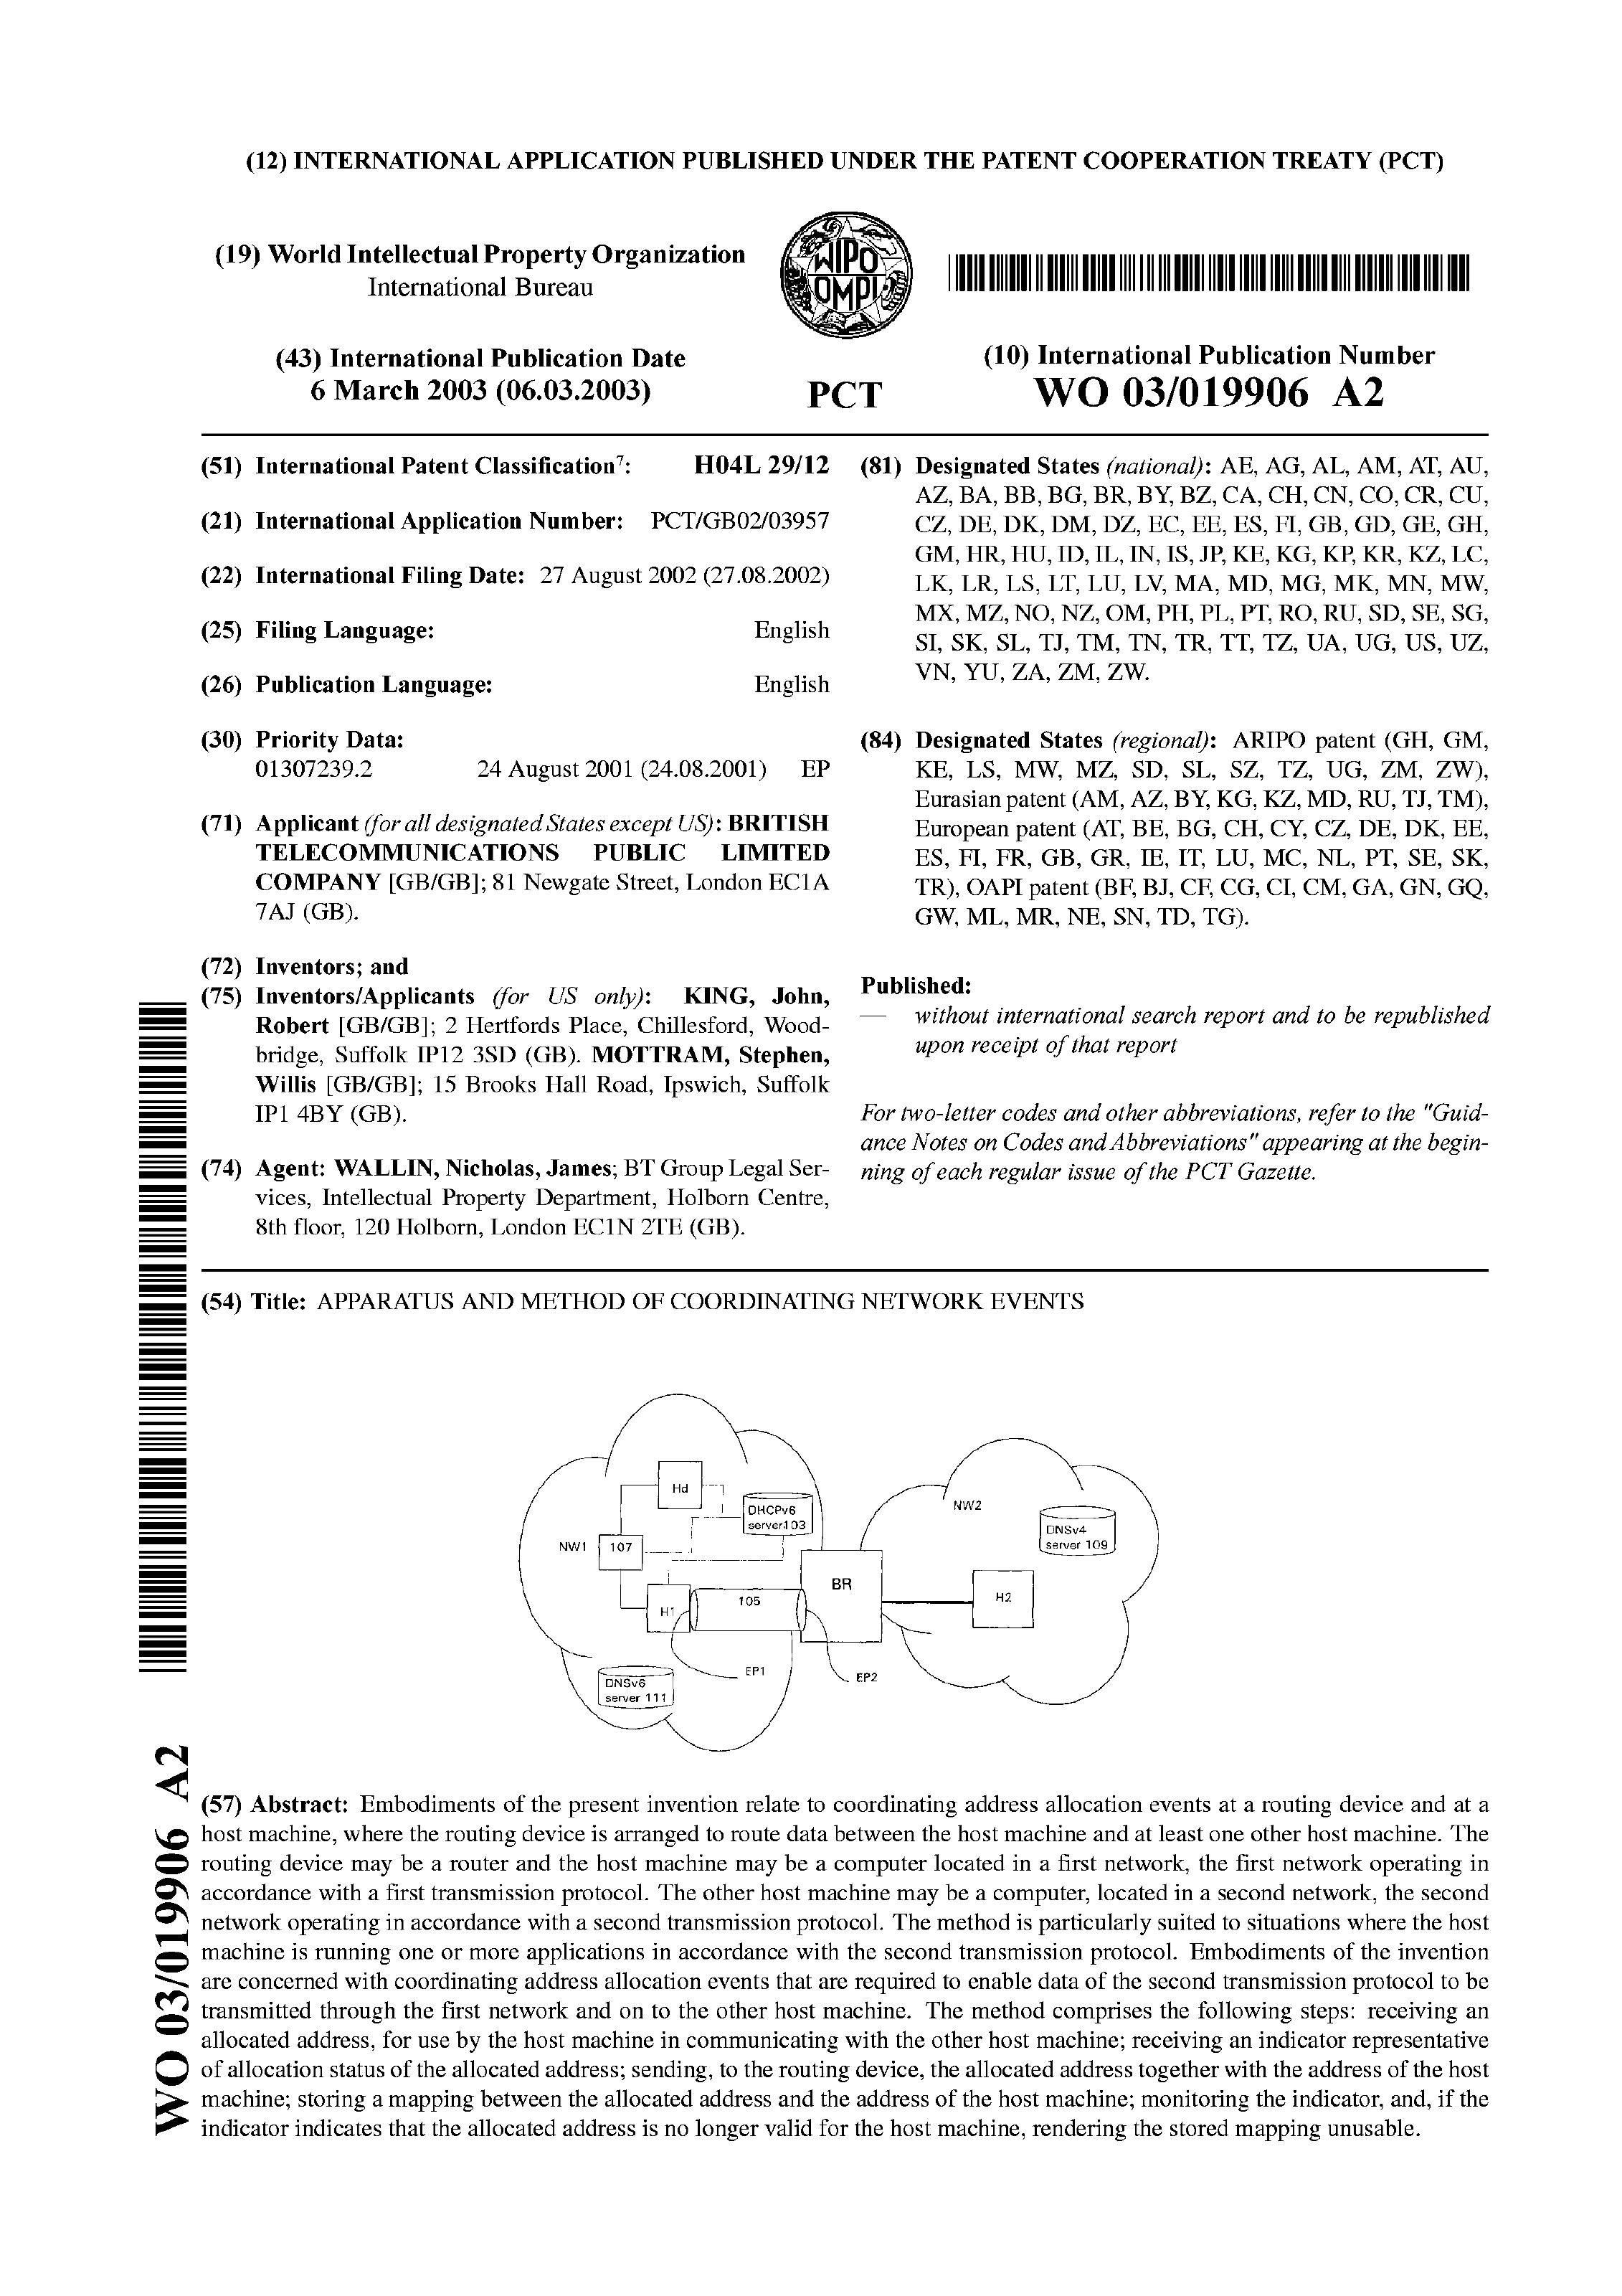 (12) INTERNATIONAL APPLICATION PUBLISHED UNDER THE PATENT COOPERATION TREATY (PCT)
(19) World Intellectual Property Organization
International Bureau
WIPO
OMPI
(43) International Publication Date
6 March 2003 (06.03.2003)
PCT
(10) International Publication Number
WO 03/019906 A2
(51) International Patent Classification7: H04L 29/12
(21) International Application Number: PCT/GB02/03957
(22) International Filing Date: 27 August 2002 (27.08.2002)
(25) Filing Language: English
(26) Publication Language: English
(30) Priority Data:
01307239.2 24 August 2001 (24.08.2001) EP
(71) Applicant (for all designated States except US): BRITISH
TELECOMMUNICATIONS PUBLIC LIMITED
COMPANY [GB/GB]; 81 Newgate Street, London EC1A
7AJ (GB).
(72) Inventors; and
(75) Inventors/Applicants (for US only): KING, John,
Robert [GB/GB]; 2 Hertfords Place, Chillesford, Wood-
bridge, Suffolk IP12 3SD (GB). MOTTRAM, Stephen,
Willis [GB/GB]; 15 Brooks Hall Road, Ipswich, Suffolk
IP1 4BY (GB).
(74) Agent: WALLIN, Nicholas, James; BT Group Legal Ser-
vices, Intellectual Property Department, Holborn Centre,
8th floor, 120 Holborn, London EC1N 2TE (GB).
(81) Designated States (national): AE, AG, AL, AM, AT, AU,
AZ, BA, BB, BG, BR, BY, BZ, CA, CH, CN, CO, CR, CU,
CZ, DE, DK, DM, DZ, EC, EE, ES, FI, GB, GD, GE, GH,
GM, HR, HU, ID, IL, IN, IS, JP, KE, KG, KP, KR, KZ, LC,
LK, LR, LS, LT, LU, LV, MA, MD, MG, MK, MN, MW,
MX, MZ, NO, NZ, OM, PH, PL, PT, RO, RU, SD, SE, SG,
SI, SK, SL, TJ, TM, TN, TR, TT, TZ, UA, UG, US, UZ,
VN, YU, ZA, ZM, ZW.
(84) Designated States (regional): ARIPO patent (GH, GM,
KE, LS, MW, MZ, SD, SL, SZ, TZ, UG, ZM, ZW),
Eurasian patent (AM, AZ, BY, KG, KZ, MD, RU, TJ, TM),
European patent (AT, BE, BG, CH, CY, CZ, DE, DK, EE,
ES, FI, FR, GB, GR, IE, IT, LU, MC, NL, PT, SE, SK,
TR), OAPI patent (BF, BJ, CF, CG, CI, CM, GA, GN, GQ,
GW, ML, MR, NE, SN, TD, TG).
Published:
— without international search report and to be republished
upon receipt of that report
For two-letter codes and other abbreviations, refer to the "Guid-
ance Notes on Codes and Abbreviations" appearing at the begin-
ning of each regular issue of the PCT Gazette.
(54) Title: APPARATUS AND METHOD OF COORDINATING NETWORK EVENTS
Hd
DHCPv6
server103
NW1
107
H1
105
BR
EP1
EP2
DNSv6
server 111
NW2
DNSv4
server 109
H2
(57) Abstract: Embodiments of the present invention relate to coordinating address allocation events at a routing device and at a
host machine, where the routing device is arranged to route data between the host machine and at least one other host machine. The
routing device may be a router and the host machine may be a computer located in a first network, the first network operating in
accordance with a first transmission protocol. The other host machine may be a computer, located in a second network, the second
network operating in accordance with a second transmission protocol. The method is particularly suited to situations where the host
machine is running one or more applications in accordance with the second transmission protocol. Embodiments of the invention
are concerned with coordinating address allocation events that are required to enable data of the second transmission protocol to be
transmitted through the first network and on to the other host machine. The method comprises the following steps: receiving an
allocated address, for use by the host machine in communicating with the other host machine; receiving an indicator representative
of allocation status of the allocated address; sending, to the routing device, the allocated address together with the address of the host
machine; storing a mapping between the allocated address and the address of the host machine; monitoring the indicator, and, if the
indicator indicates that the allocated address is no longer valid for the host machine, rendering the stored mapping unusable.
WO 03/019906 A2